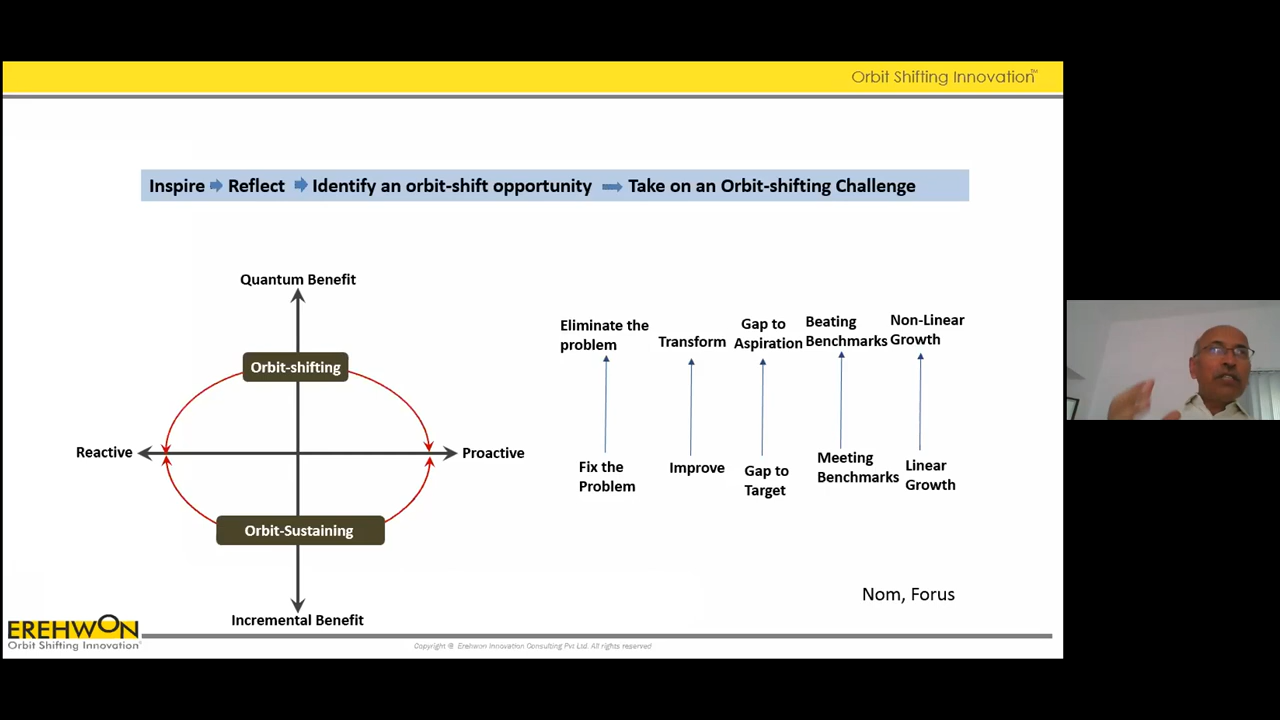 Orbit Shifting Innovation™
Inspire Reflect Identify an orbit-shift opportunity Take on an Orbit-shifting Challenge
Quantum Benefit
Orbit-shifting
Reactive
Proactive
Orbit-Sustaining
Incremental Benefit
Eliminate the
problem
Transform
Gap to
Aspiration
Beating
Benchmarks
Non-Linear
Growth
Fix the
Problem
Improve
Gap to
Target
Meeting
Benchmarks
Linear
Growth
Nom, Forus
EREHWON
Orbit Shifting Innovation™
Copyright @ Erehwon Innovation Consulting Pvt Ltd. All rights reserved